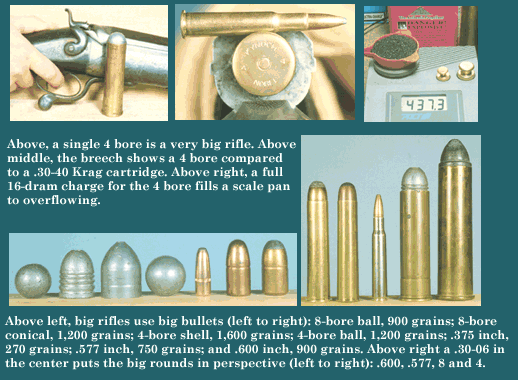 437.3
Above, a single 4 bore is a very big rifle. Above
middle, the breech shows a 4 bore compared
to a .30-40 Krag cartridge. Above right, a full
16-dram charge for the 4 bore fills a scale pan
to overflowing.
Above left, big rifles use big bullets (left to right): 8-bore ball, 900 grains; 8-bore
conical, 1,200 grains; 4-bore shell, 1,600 grains; 4-bore ball, 1,200 grains; .375 inch,
270 grains; .577 inch, 750 grains; and .600 inch, 900 grains. Above right a .30-06 in
the center puts the big rounds in perspective (left to right): .600, .577, 8 and 4.